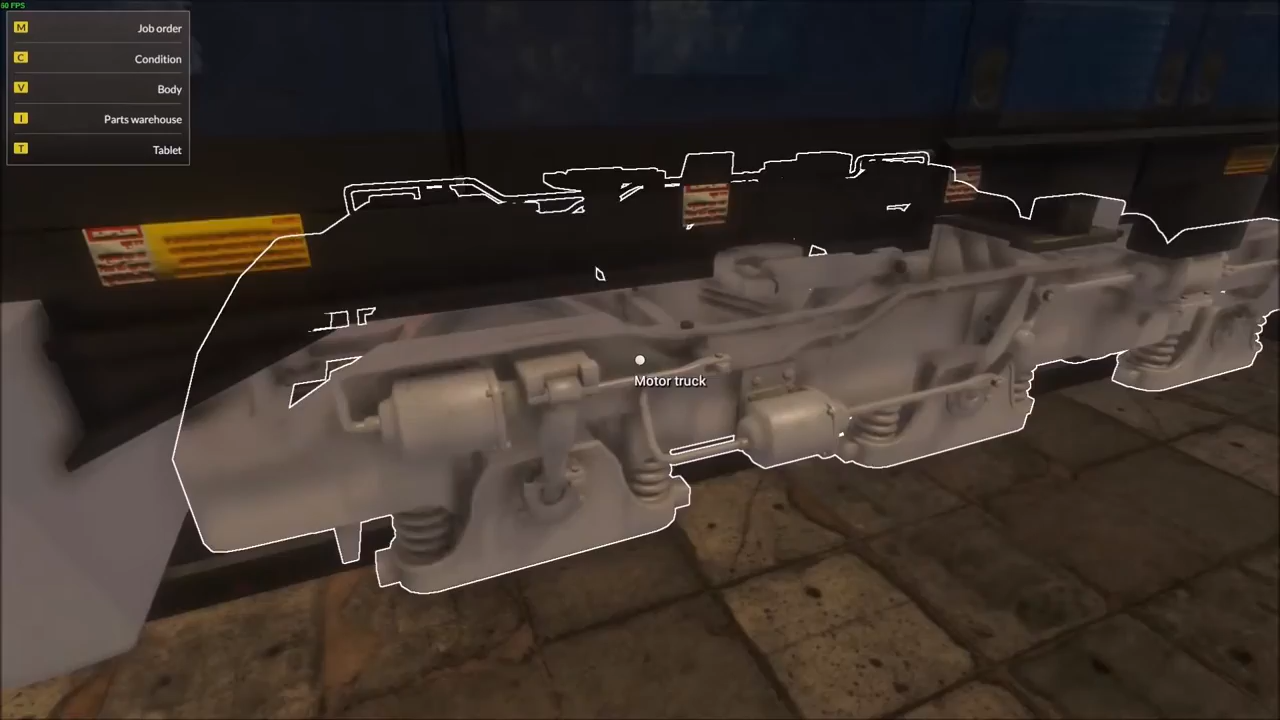 60 FPS
M Job order
C Condition
V Body
I Parts warehouse
T Tablet
Motor truck